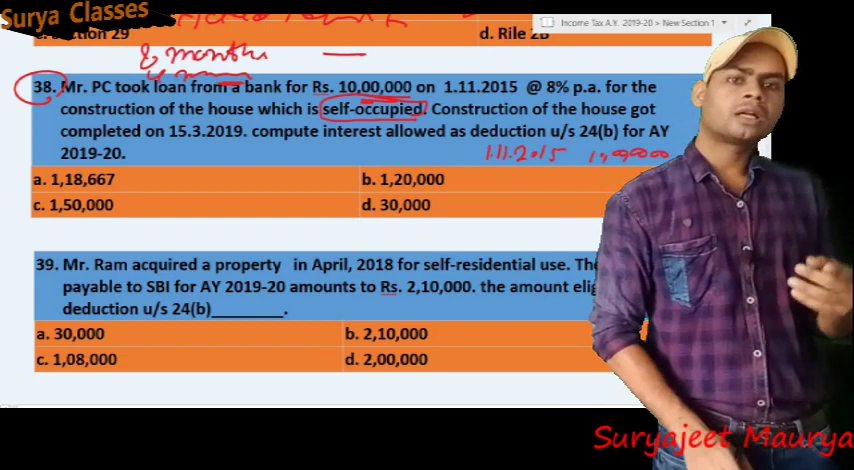 Surya Classes
Income Tax A.Y. 2019-20 > New Section 1
c. Section 29
d. Rile 2B
8 months
38. Mr. PC took loan from a bank for Rs. 10,00,000 on 1.11.2015 @ 8% p.a. for the
construction of the house which is self-occupied. Construction of the house got
completed on 15.3.2019. compute interest allowed as deduction u/s 24(b) for AY
2019-20.
1.11.2015
a. 1,18,667
b. 1,20,000
c. 1,50,000
d. 30,000
39. Mr. Ram acquired a property in April, 2018 for self-residential use. The
payable to SBI for AY 2019-20 amounts to Rs. 2,10,000. the amount elig
deduction u/s 24(b)________.
a. 30,000
b. 2,10,000
c. 1,08,000
d. 2,00,000
Suryajeet Maurya